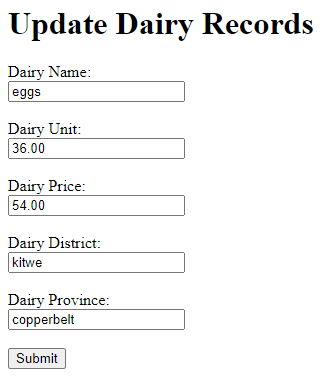 Update Dairy Records
Dairy Name:
eggs
Dairy Unit:
36.00
Dairy Price:
54.00
Dairy District:
kitwe
Dairy Province:
copperbelt
Submit